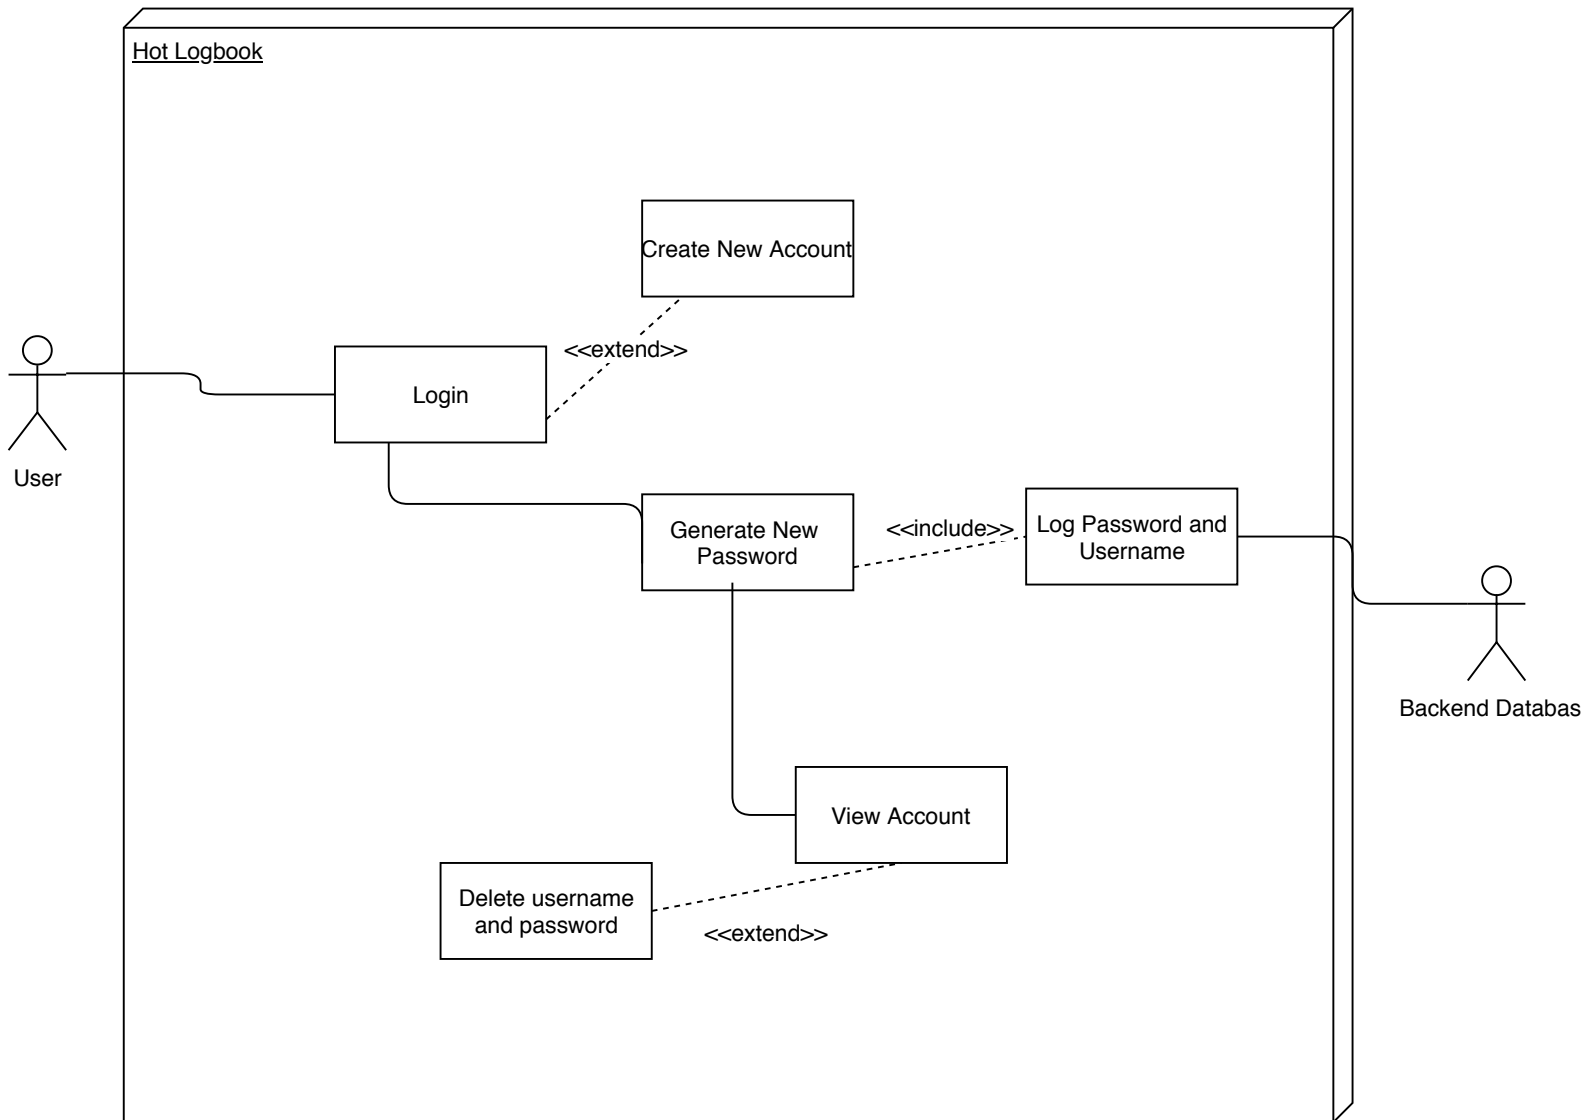 Hot Logbook
Create New Account
<<extend>>
Login
User
Generate New
Password
<<include>>
Log Password and
Username
Backend Databas
View Account
Delete username
and password
<<extend>>